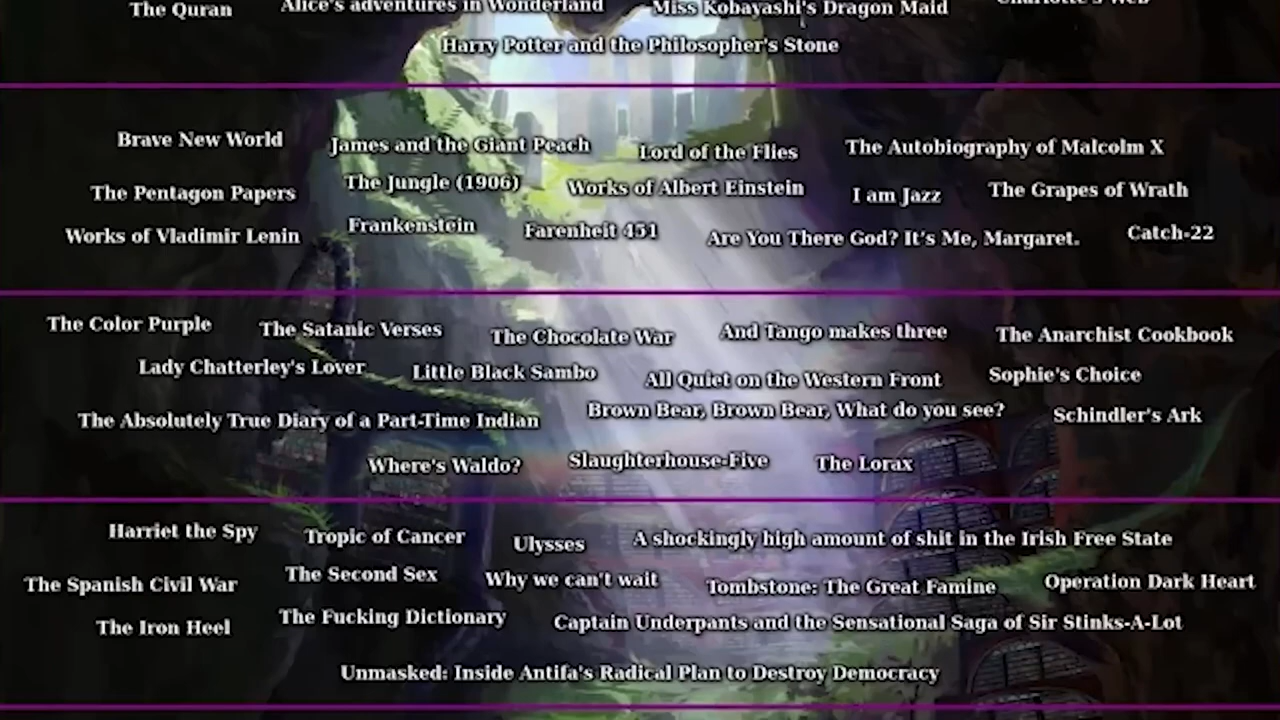 The Quran Alice's adventures in Wonderland Miss Kobayashi's Dragon Maid Charlotte's Web
Harry Potter and the Philosopher's Stone
Brave New World James and the Giant Peach Lord of the Flies The Autobiography of Malcolm X
The Pentagon Papers The Jungle (1906) Works of Albert Einstein I am Jazz The Grapes of Wrath
Works of Vladimir Lenin Frankenstein Farenheit 451 Are You There God? It's Me, Margaret. Catch-22
The Color Purple The Satanic Verses The Chocolate War And Tango makes three The Anarchist Cookbook
Lady Chatterley's Lover Little Black Sambo All Quiet on the Western Front Sophie's Choice
The Absolutely True Diary of a Part-Time Indian Brown Bear, Brown Bear, What do you see? Schindler's Ark
Where's Waldo? Slaughterhouse-Five The Lorax
Harriet the Spy Tropic of Cancer Ulysses A shockingly high amount of shit in the Irish Free State
The Spanish Civil War The Second Sex Why we can't wait Tombstone: The Great Famine Operation Dark Heart
The Iron Heel The Fucking Dictionary Captain Underpants and the Sensational Saga of Sir Stinks-A-Lot
Unmasked: Inside Antifa's Radical Plan to Destroy Democracy